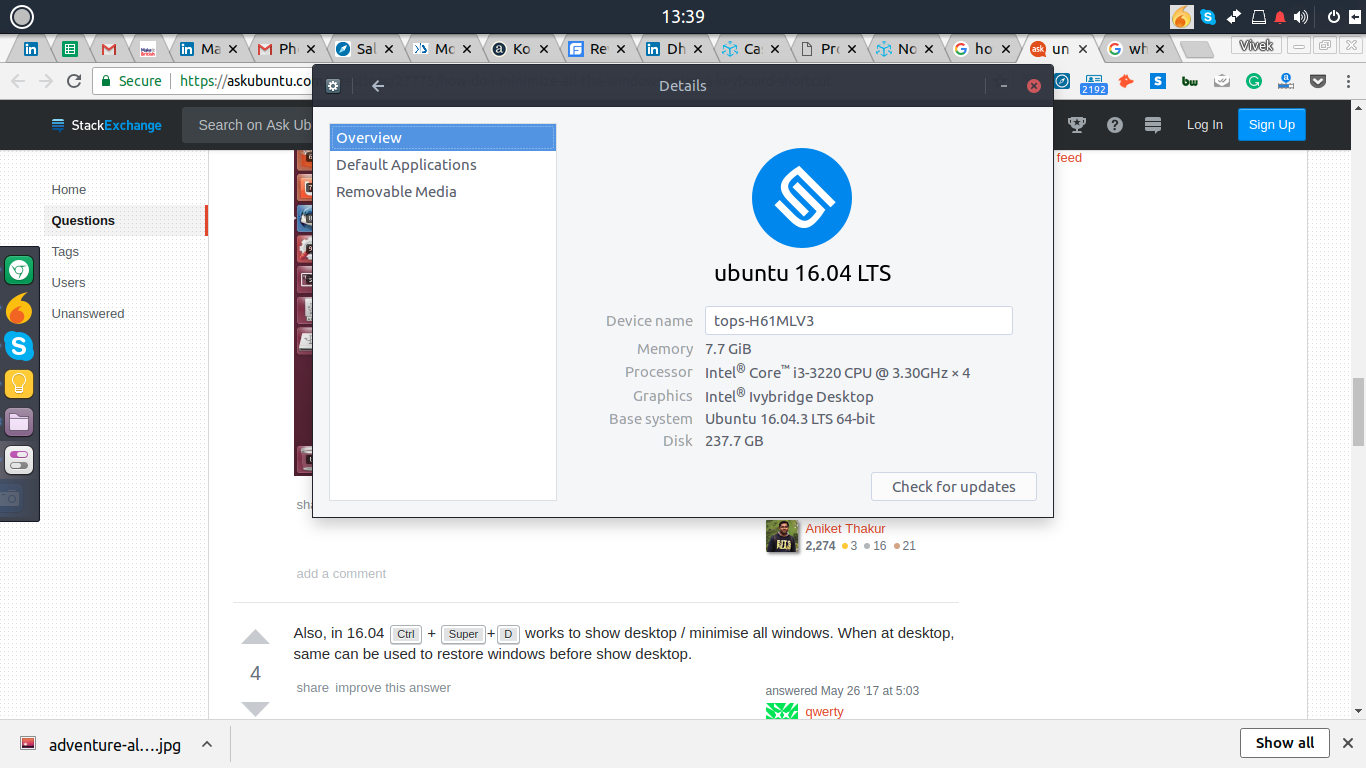 13:39
Ma
Pho
Sal
Mo
Ko
Re
Dh
Ca
Pro
No
ho
un
wh
Vivek
Secure
https://askubuntu.co
2192
Details
StackExchange
Search on Ask Ub
Log In
Sign Up
feed
Home
Questions
Tags
Users
Unanswered
Overview
Default Applications
Removable Media
ubuntu 16.04 LTS
Device name tops-H61MLV3
Memory 7.7 GiB
Processor Intel® Core™ i3-3220 CPU @ 3.30GHz × 4
Graphics Intel® Ivybridge Desktop
Base system Ubuntu 16.04.3 LTS 64-bit
Disk 237.7 GB
Check for updates
Aniket Thakur
2,274 3 16 21
add a comment
4
Also, in 16.04 Ctrl + Super + D works to show desktop / minimise all windows. When at desktop,
same can be used to restore windows before show desktop.
share improve this answer
answered May 26 '17 at 5:03
qwerty
adventure-al….jpg
Show all